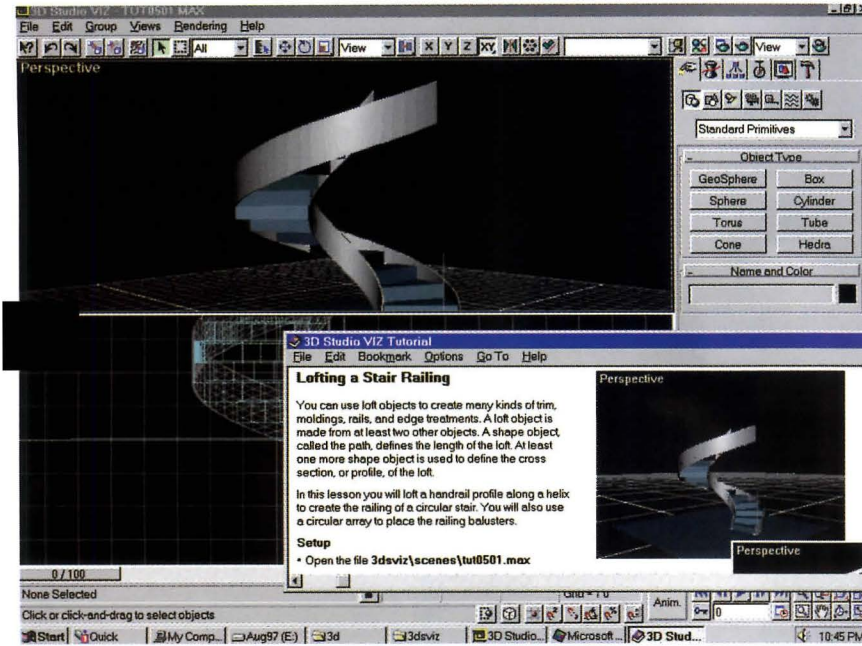 3D Studio VIZ - TUT0501.MAX
File Edit Group Views Rendering Help
All View X Y Z XY View
Perspective
Standard Primitives
Object Type
GeoSphere Box
Sphere Cylinder
Torus Tube
Cone Hedra
Name and Color
3D Studio VIZ Tutorial
File Edit Bookmark Options GoTo Help
Lofting a Stair Railing
You can use loft objects to create many kinds of trim,
moldings, rails, and edge treatments. A loft object is
made from at least two other objects. A shape object,
called the path, defines the length of the loft. At least
one more shape object is used to define the cross
section, or profile, of the loft.
In this lesson you will loft a handrail profile along a helix
to create the railing of a circular stair. You will also use
a circular array to place the railing balusters.
Setup
• Open the file 3dsviz\scenes\tut0501.max
Perspective
Perspective
0 / 100
None Selected
Click or click-and-drag to select objects
Anim.
0
Start Quick My Comp... Aug97 (E:) 3d 3dsviz 3D Studio... Microsoft ... 3D Stud... 10:45 PM